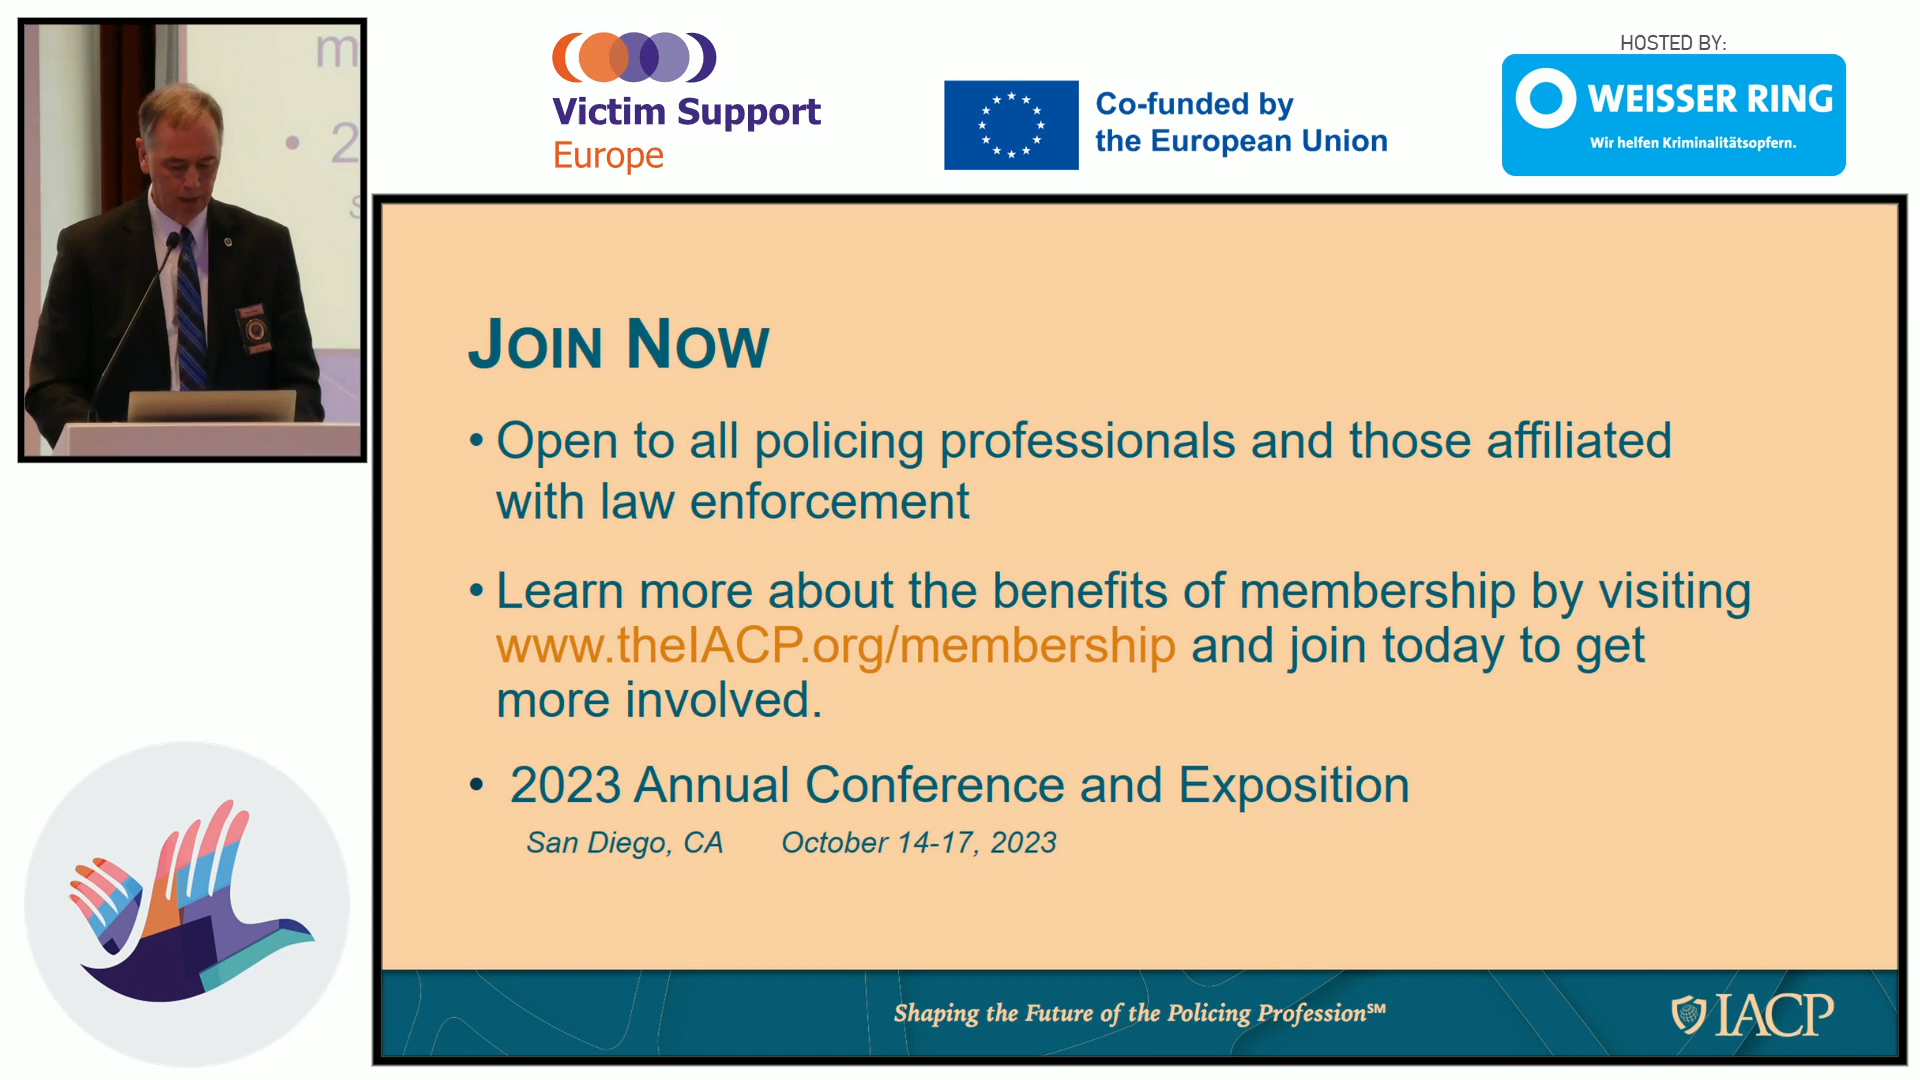 m
• 2
s
Victim Support
Europe
Co-funded by
the European Union
HOSTED BY:
WEISSER RING
Wir helfen Kriminalitätsopfern.
JOIN NOW
• Open to all policing professionals and those affiliated
with law enforcement
• Learn more about the benefits of membership by visiting
www.theIACP.org/membership and join today to get
more involved.
• 2023 Annual Conference and Exposition
San Diego, CA October 14-17, 2023
Shaping the Future of the Policing Professionâ„ 
IACP